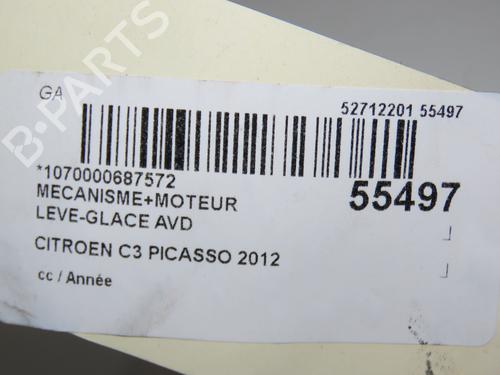 B-PARTS
GA
52712201 55497
*1070000687572
MECANISME+MOTEUR
LEVE-GLACE AVD
55497
CITROEN C3 PICASSO 2012
cc / Année